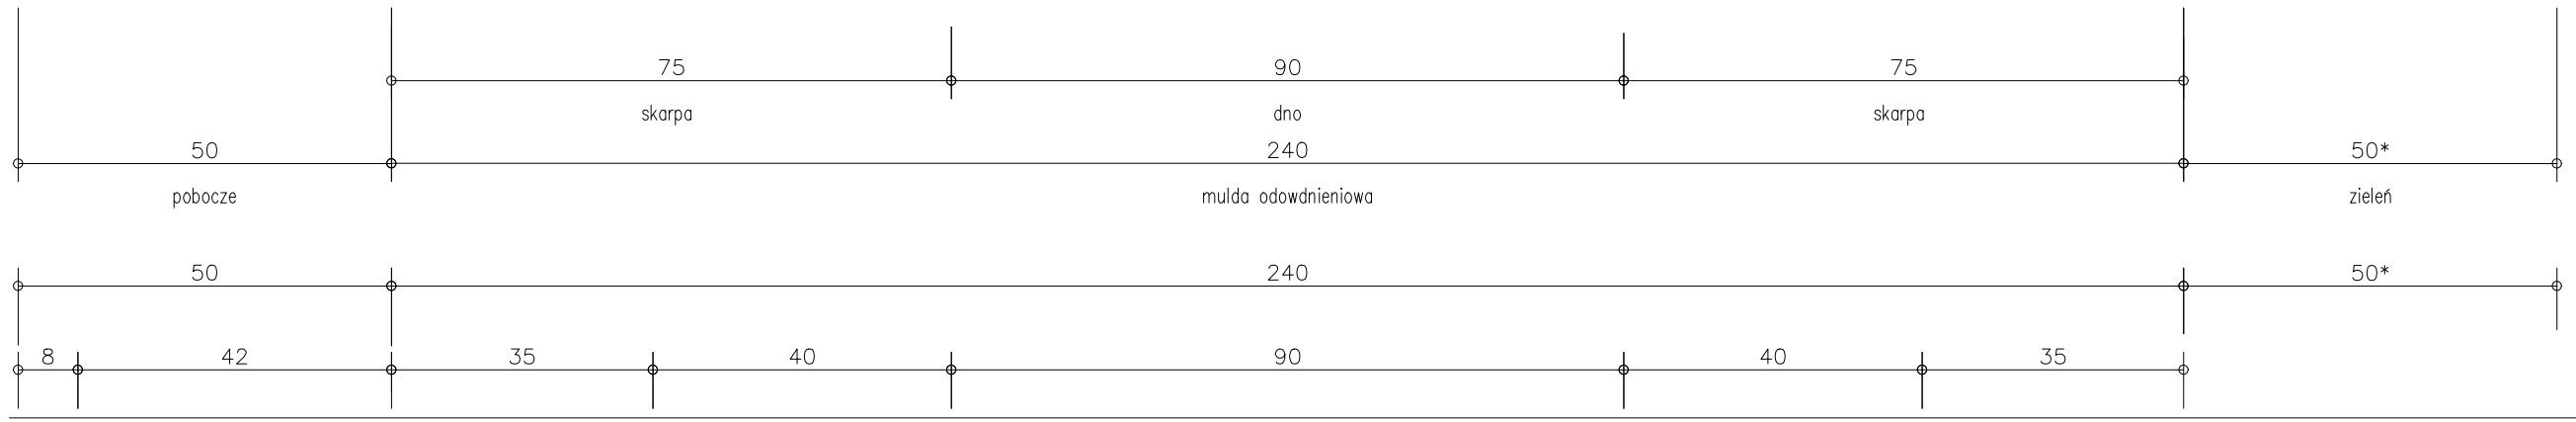 75 90 75
skarpa dno skarpa
50 240 50*
pobocze mulda odowdnieniowa zieleń
50 240 50*
8 42 35 40 90 40 35